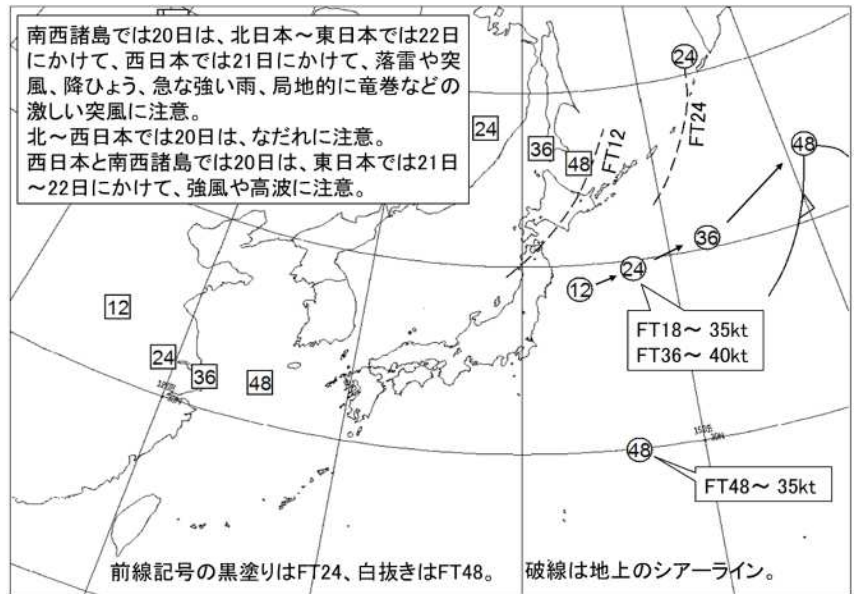 南西諸島では20日は、北日本～東日本では22日
にかけて、西日本では21日にかけて、落雷や突
風、降ひょう、急な強い雨、局地的に竜巻などの
激しい突風に注意。
北～西日本では20日は、なだれに注意。
西日本と南西諸島では20日は、東日本では21日
～22日にかけて、強風や高波に注意。
24
24
36
48
FT12
FT24
48
36
24
12
12
FT18～ 35kt
FT36～ 40kt
24
36
48
48
FT48～ 35kt
前線記号の黒塗りはFT24、白抜きはFT48。 破線は地上のシアーライン。